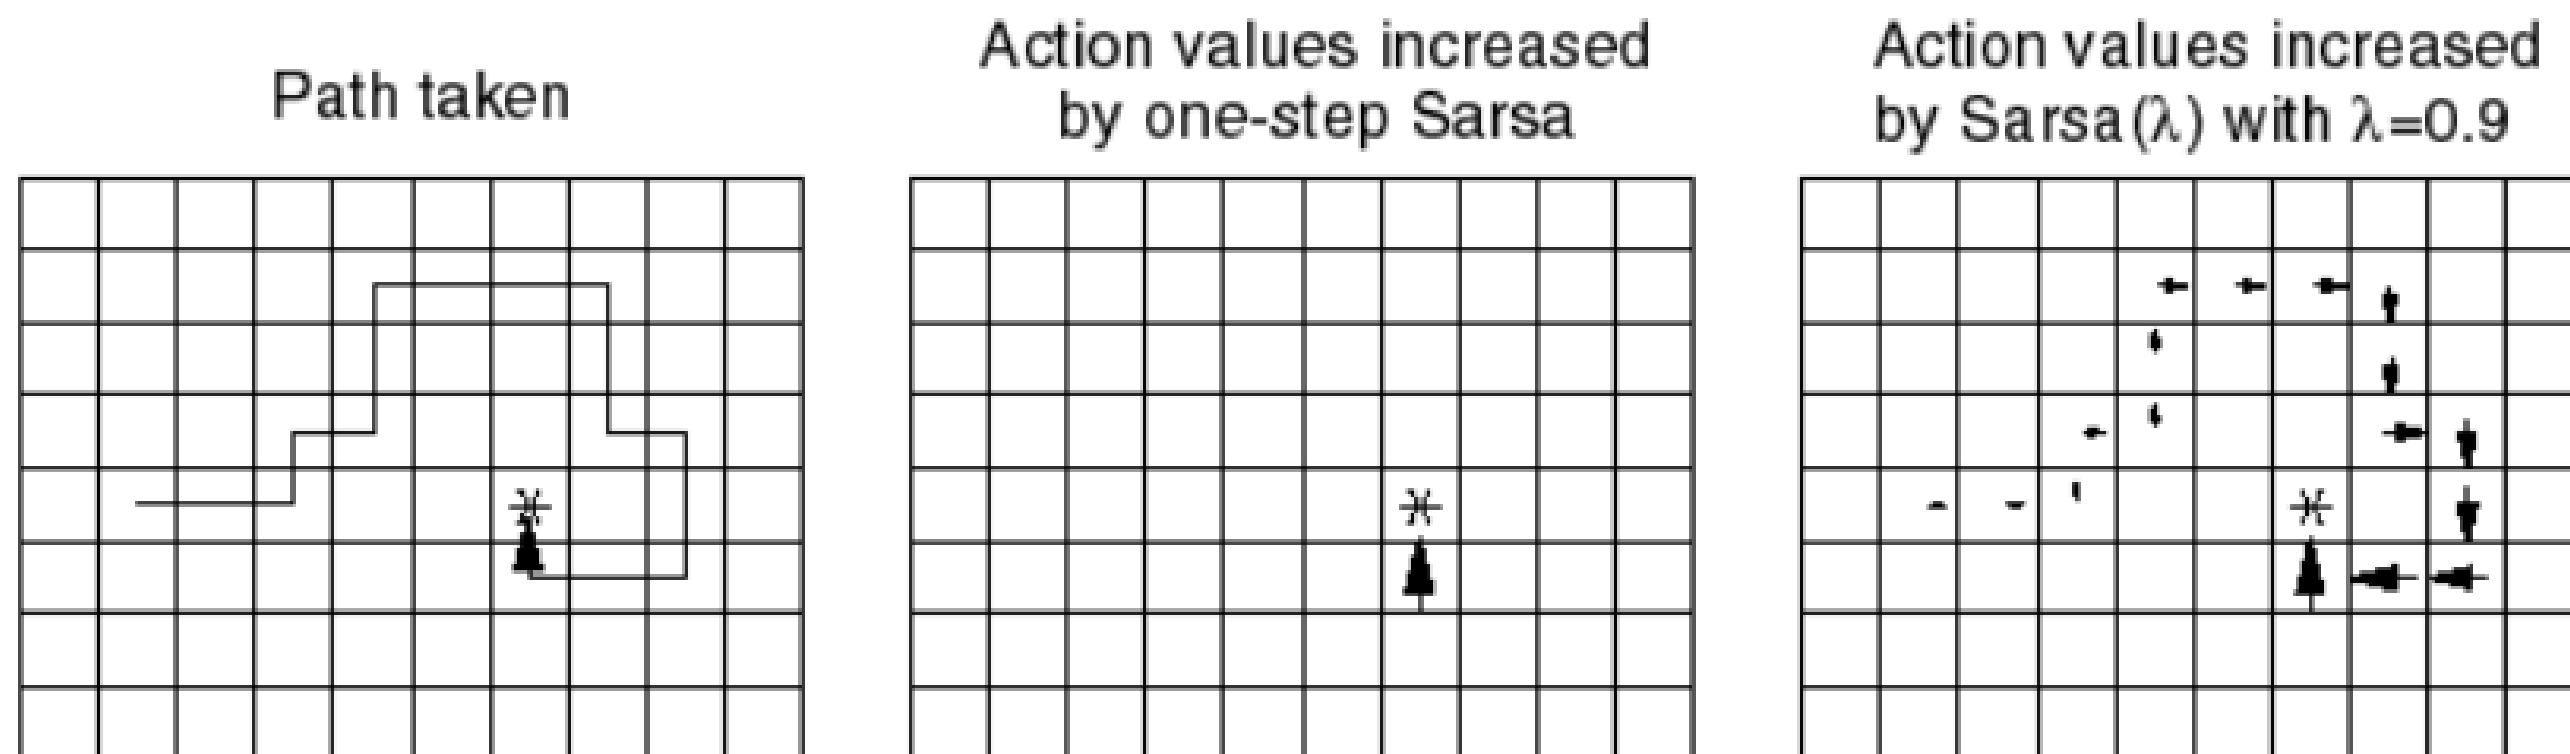 Path taken
Action values increased
by one-step Sarsa
Action values increased
by Sarsa(λ) with λ=0.9